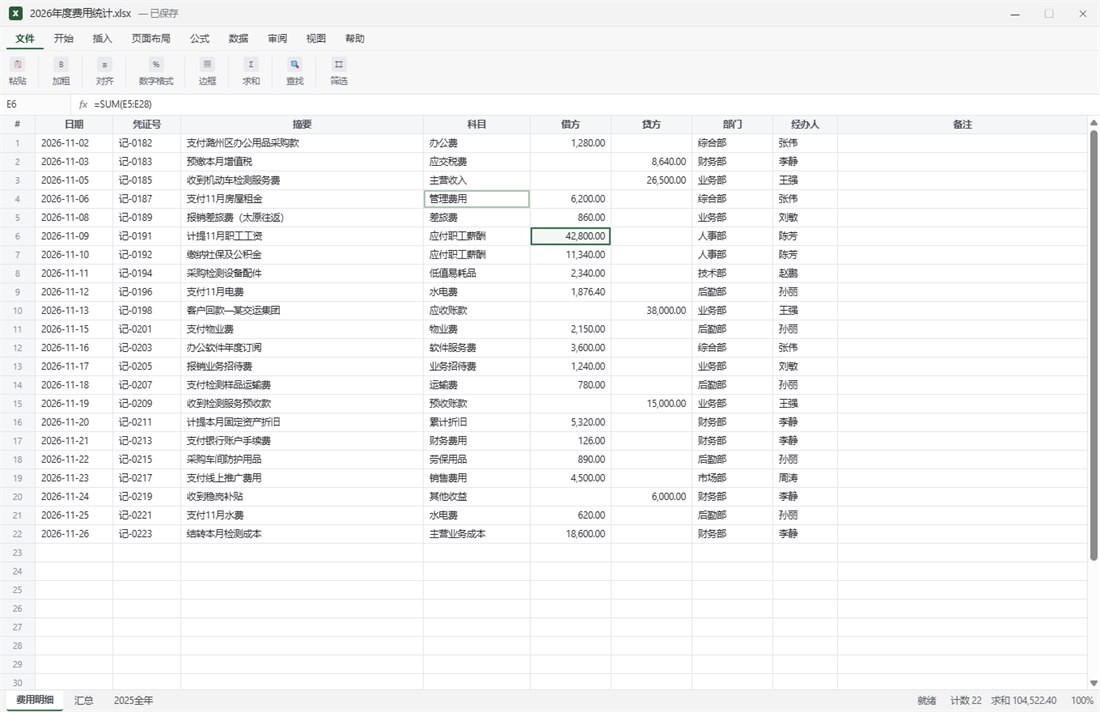 2026年度费用统计.xlsx — 已保存
文件 开始 插入 页面布局 公式 数据 审阅 视图 帮助
粘贴 加粗 对齐 数字格式 边框 求和 查找 筛选
E6 fx =SUM(E5:E28)
# 日期 凭证号 摘要 科目 借方 贷方 部门 经办人 备注
1 2026-11-02 记-0182 支付潞州区办公用品采购款 办公费 1,280.00 综合部 张伟
2 2026-11-03 记-0183 预缴本月增值税 应交税费 8,640.00 财务部 李静
3 2026-11-05 记-0185 收到机动车检测服务费 主营收入 26,500.00 业务部 王强
4 2026-11-06 记-0187 支付11月房屋租金 管理费用 6,200.00 综合部 张伟
5 2026-11-08 记-0189 报销差旅费（太原往返） 差旅费 860.00 业务部 刘敏
6 2026-11-09 记-0191 计提11月职工工资 应付职工薪酬 42,800.00 人事部 陈芳
7 2026-11-10 记-0192 缴纳社保及公积金 应付职工薪酬 11,340.00 人事部 陈芳
8 2026-11-11 记-0194 采购检测设备配件 低值易耗品 2,340.00 技术部 赵鹏
9 2026-11-12 记-0196 支付11月电费 水电费 1,876.40 后勤部 孙丽
10 2026-11-13 记-0198 客户回款—某交运集团 应收账款 38,000.00 业务部 王强
11 2026-11-15 记-0201 支付物业费 物业费 2,150.00 后勤部 孙丽
12 2026-11-16 记-0203 办公软件年度订阅 软件服务费 3,600.00 综合部 张伟
13 2026-11-17 记-0205 报销业务招待费 业务招待费 1,240.00 业务部 刘敏
14 2026-11-18 记-0207 支付检测样品运输费 运输费 780.00 后勤部 孙丽
15 2026-11-19 记-0209 收到检测服务预收款 预收账款 15,000.00 业务部 王强
16 2026-11-20 记-0211 计提本月固定资产折旧 累计折旧 5,320.00 财务部 李静
17 2026-11-21 记-0213 支付银行账户手续费 财务费用 126.00 财务部 李静
18 2026-11-22 记-0215 采购车间防护用品 劳保用品 890.00 后勤部 孙丽
19 2026-11-23 记-0217 支付线上推广费用 销售费用 4,500.00 市场部 周涛
20 2026-11-24 记-0219 收到稳岗补贴 其他收益 6,000.00 财务部 李静
21 2026-11-25 记-0221 支付11月水费 水电费 620.00 后勤部 孙丽
22 2026-11-26 记-0223 结转本月检测成本 主营业务成本 18,600.00 财务部 李静
23
24
25
26
27
28
29
30
费用明细 汇总 2025全年 就绪 计数 22 求和 104,522.40 100%